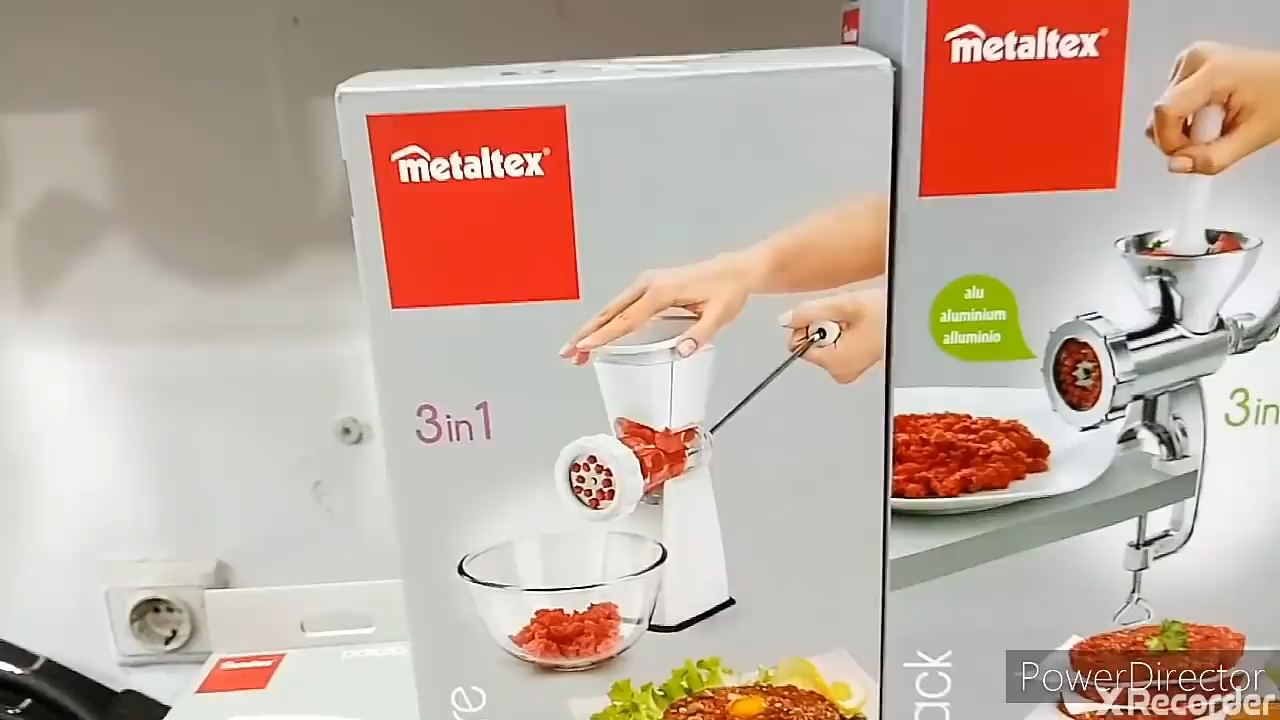 metaltex®
metaltex®
alu
aluminium
alluminio
3in1
3in
re
ack
PowerDirector
XRecorder